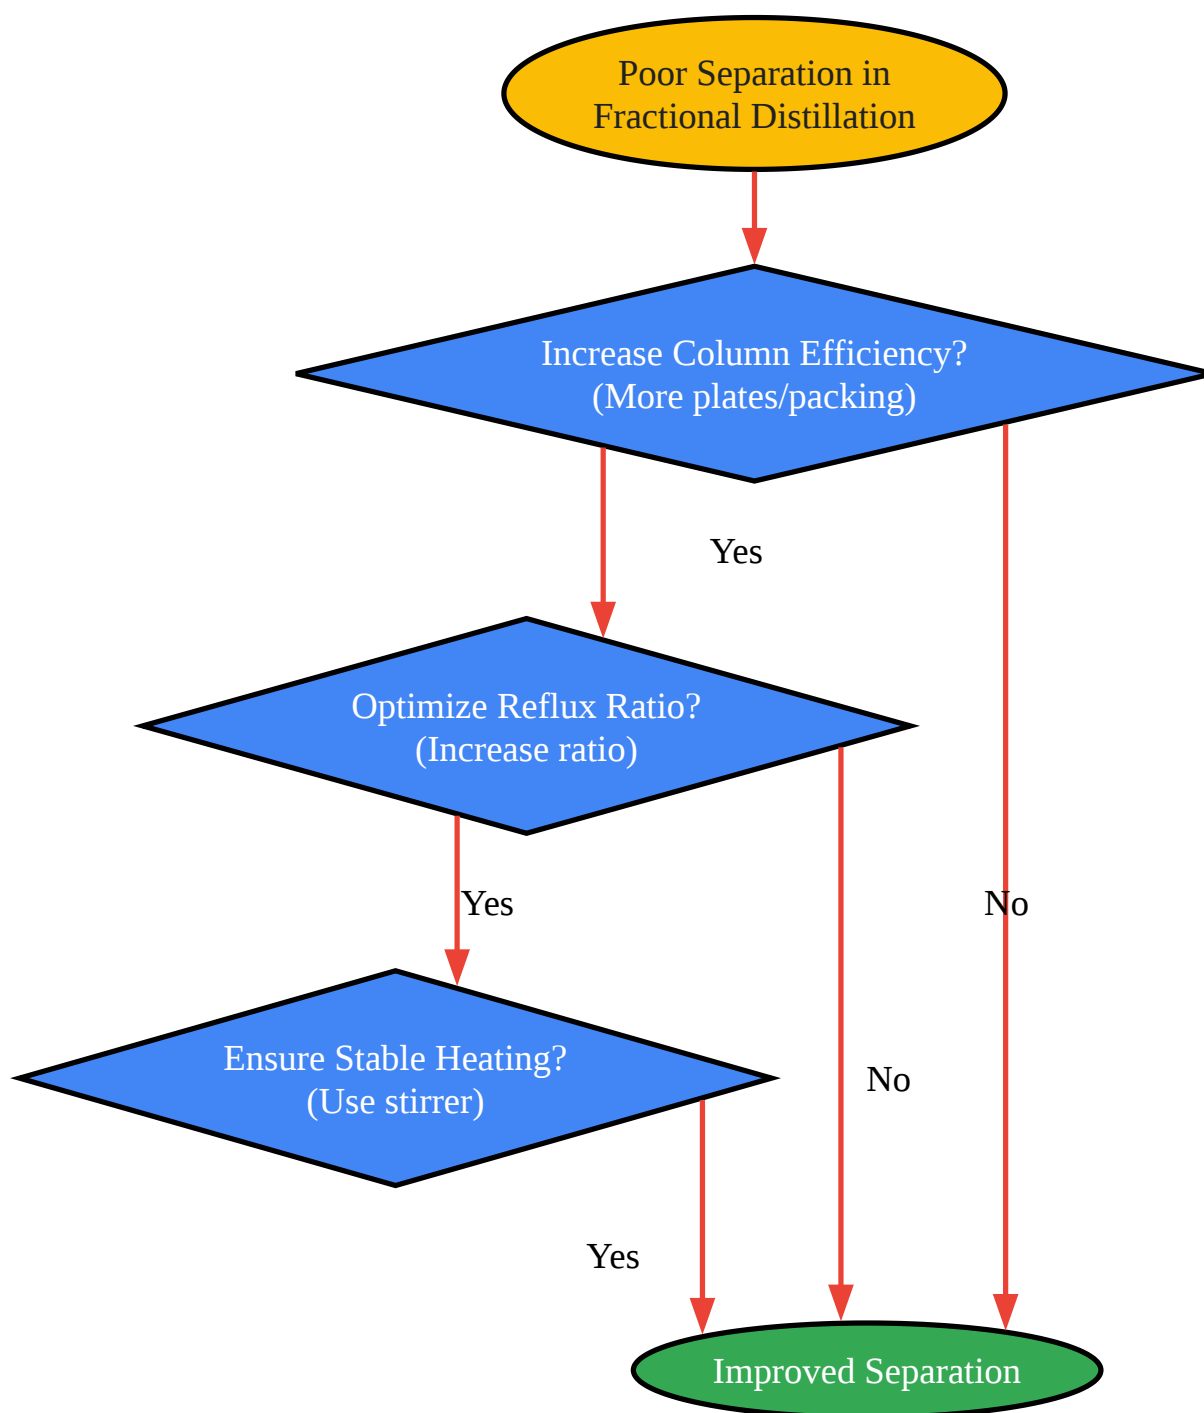 Poor Separation in
Fractional Distillation
Increase Column Efficiency?
(More plates/packing)
Yes
Optimize Reflux Ratio?
(Increase ratio)
Yes
No
Ensure Stable Heating?
(Use stirrer)
No
Yes
Improved Separation